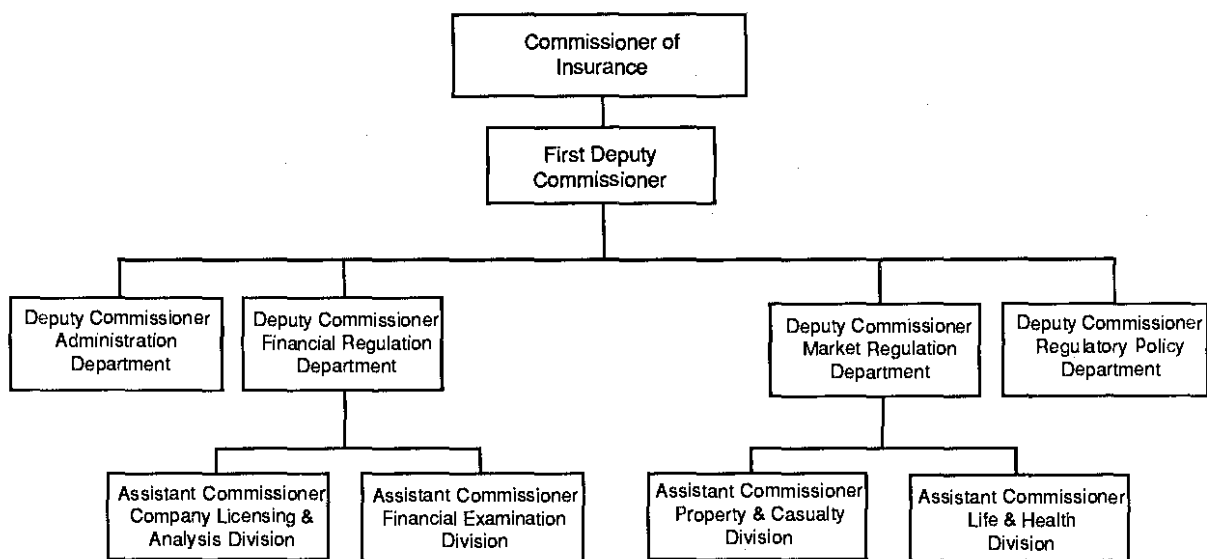 Commissioner of
Insurance
First Deputy
Commissioner
Deputy Commissioner
Administration
Department
Deputy Commissioner
Financial Regulation
Department
Deputy Commissioner
Market Regulation
Department
Deputy Commissioner
Regulatory Policy
Department
Assistant Commissioner
Company Licensing &
Analysis Division
Assistant Commissioner
Financial Examination
Division
Assistant Commissioner
Property & Casualty
Division
Assistant Commissioner
Life & Health
Division